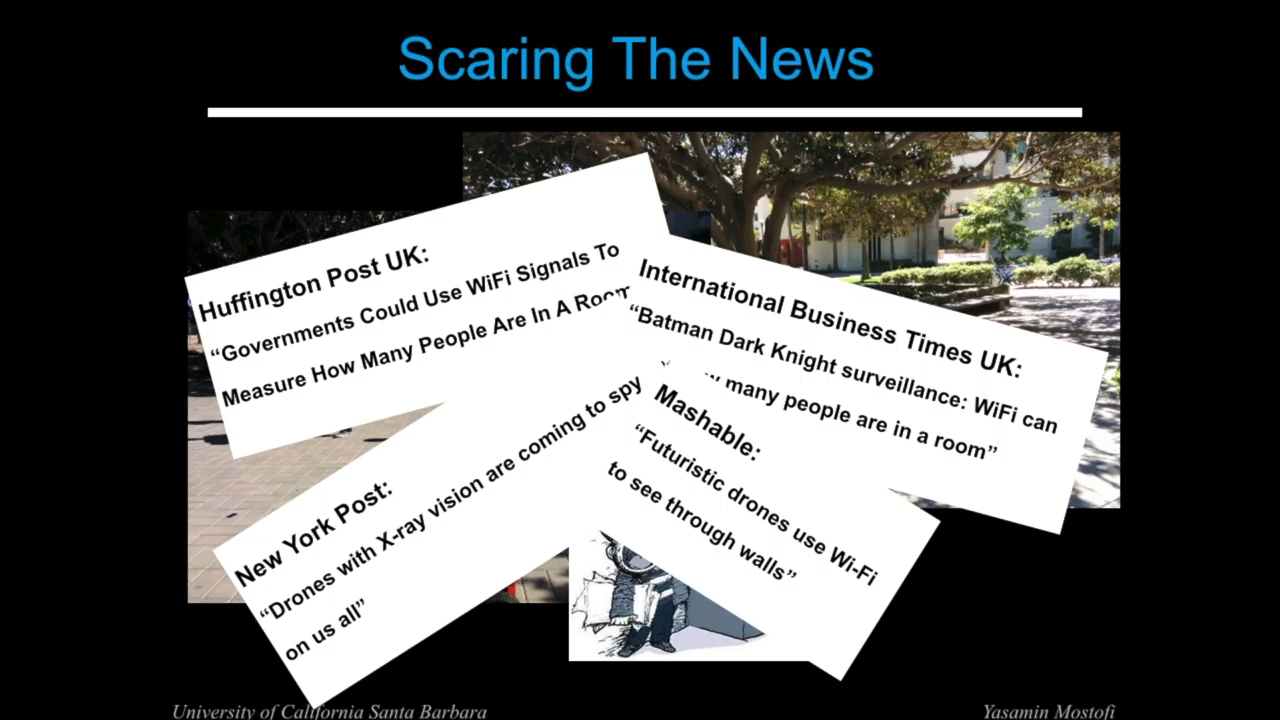 Scaring The News
Huffington Post UK:
“Governments Could Use WiFi Signals To
Measure How Many People Are In A Room
International Business Times UK:
“Batman Dark Knight surveillance: WiFi can
many people are in a room”
New York Post:
“Drones with X-ray vision are coming to spy
on us all”
Mashable:
“Futuristic drones use Wi-Fi
to see through walls”
University of California Santa Barbara
Yasamin Mostofi